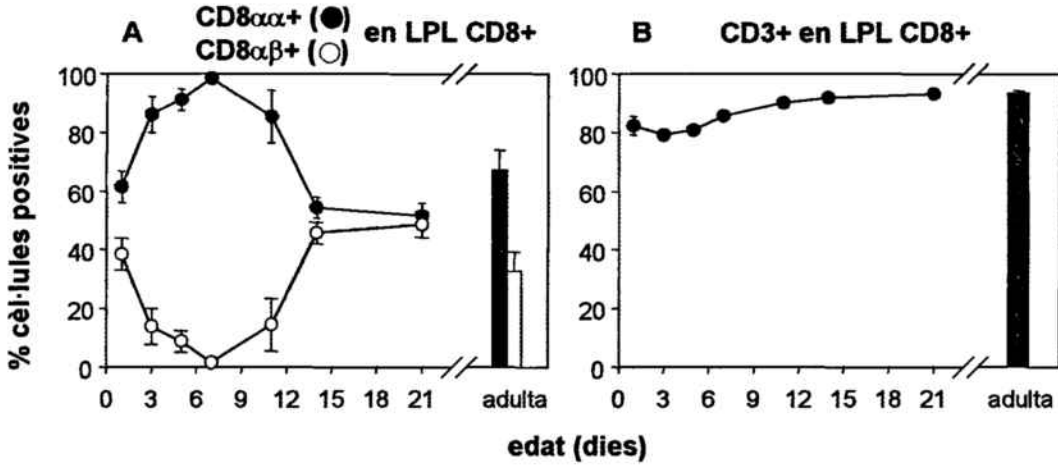 A CD8αα+ (●) en LPL CD8+
CD8αβ+ (○)
B CD3+ en LPL CD8+
% cèl·lules positives
100
80
60
40
20
0
0 3 6 9 12 15 18 21 adulta
100
80
60
40
20
0
0 3 6 9 12 15 18 21 adulta
edat (dies)